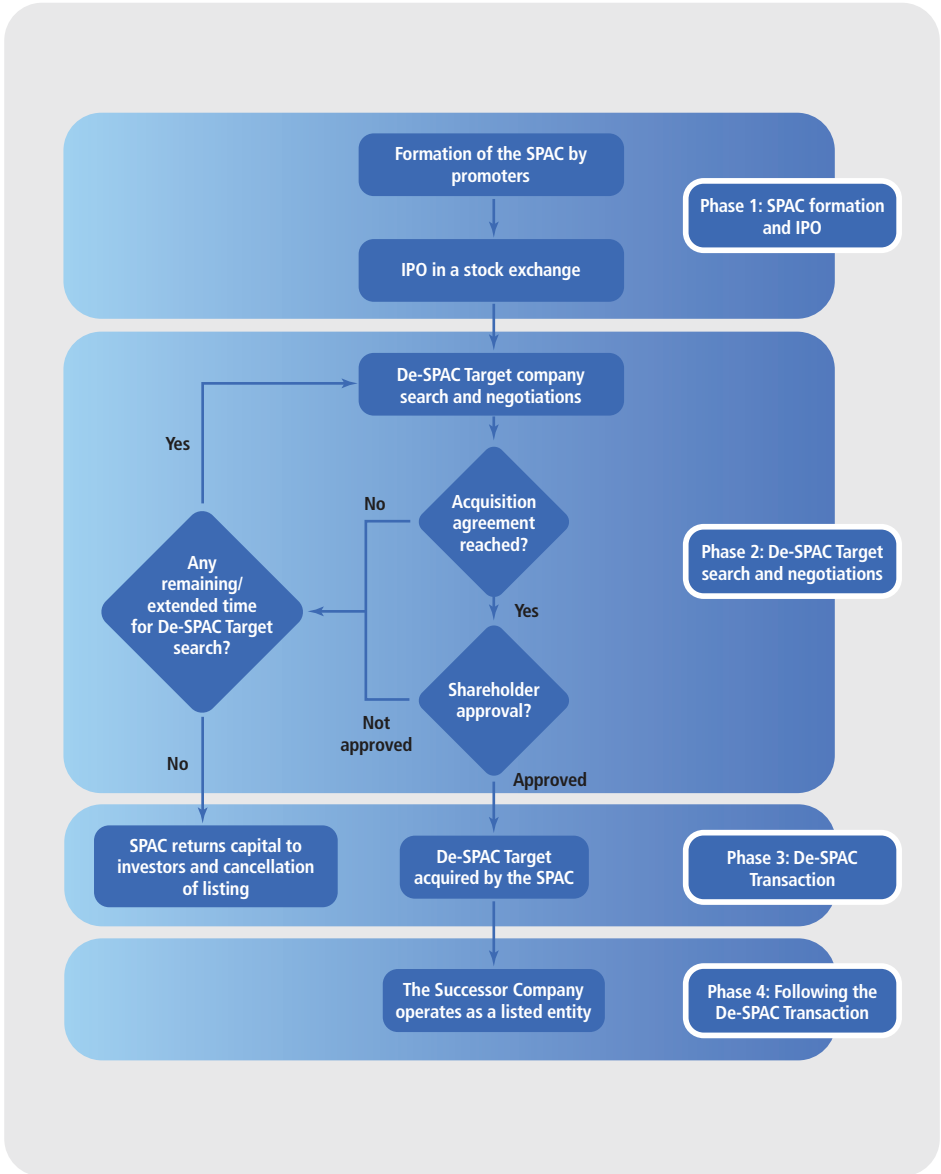 Formation of the SPAC by
promoters
Phase 1: SPAC formation
and IPO
IPO in a stock exchange
De-SPAC Target company
search and negotiations
Yes
No
Acquisition
agreement
reached?
Phase 2: De-SPAC Target
search and negotiations
Any
remaining/
extended time
for De-SPAC Target
search?
Yes
Shareholder
approval?
Not
approved
No
Approved
SPAC returns capital to
investors and cancellation
of listing
De-SPAC Target
acquired by the SPAC
Phase 3: De-SPAC
Transaction
The Successor Company
operates as a listed entity
Phase 4: Following the
De-SPAC Transaction